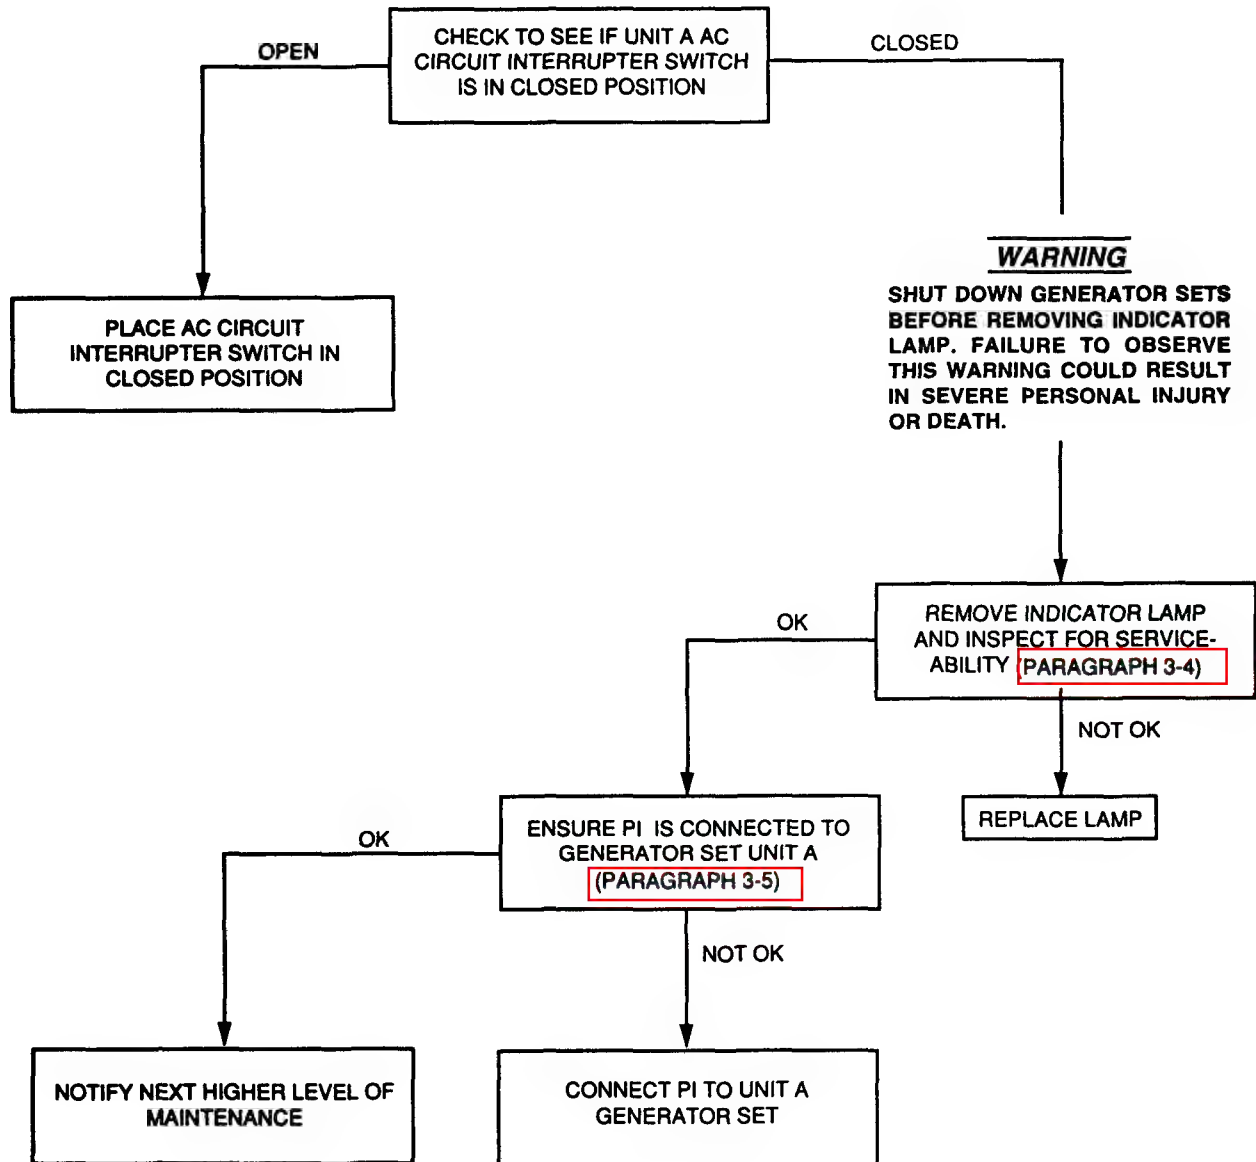 CHECK TO SEE IF UNIT A AC
CIRCUIT INTERRUPTER SWITCH
IS IN CLOSED POSITION
OPEN
CLOSED
PLACE AC CIRCUIT
INTERRUPTER SWITCH IN
CLOSED POSITION
WARNING
SHUT DOWN GENERATOR SETS
BEFORE REMOVING INDICATOR
LAMP. FAILURE TO OBSERVE
THIS WARNING COULD RESULT
IN SEVERE PERSONAL INJURY
OR DEATH.
REMOVE INDICATOR LAMP
AND INSPECT FOR SERVICE-
ABILITY (PARAGRAPH 3-4)
OK
NOT OK
REPLACE LAMP
ENSURE PI IS CONNECTED TO
GENERATOR SET UNIT A
(PARAGRAPH 3-5)
OK
NOT OK
NOTIFY NEXT HIGHER LEVEL OF
MAINTENANCE
CONNECT PI TO UNIT A
GENERATOR SET